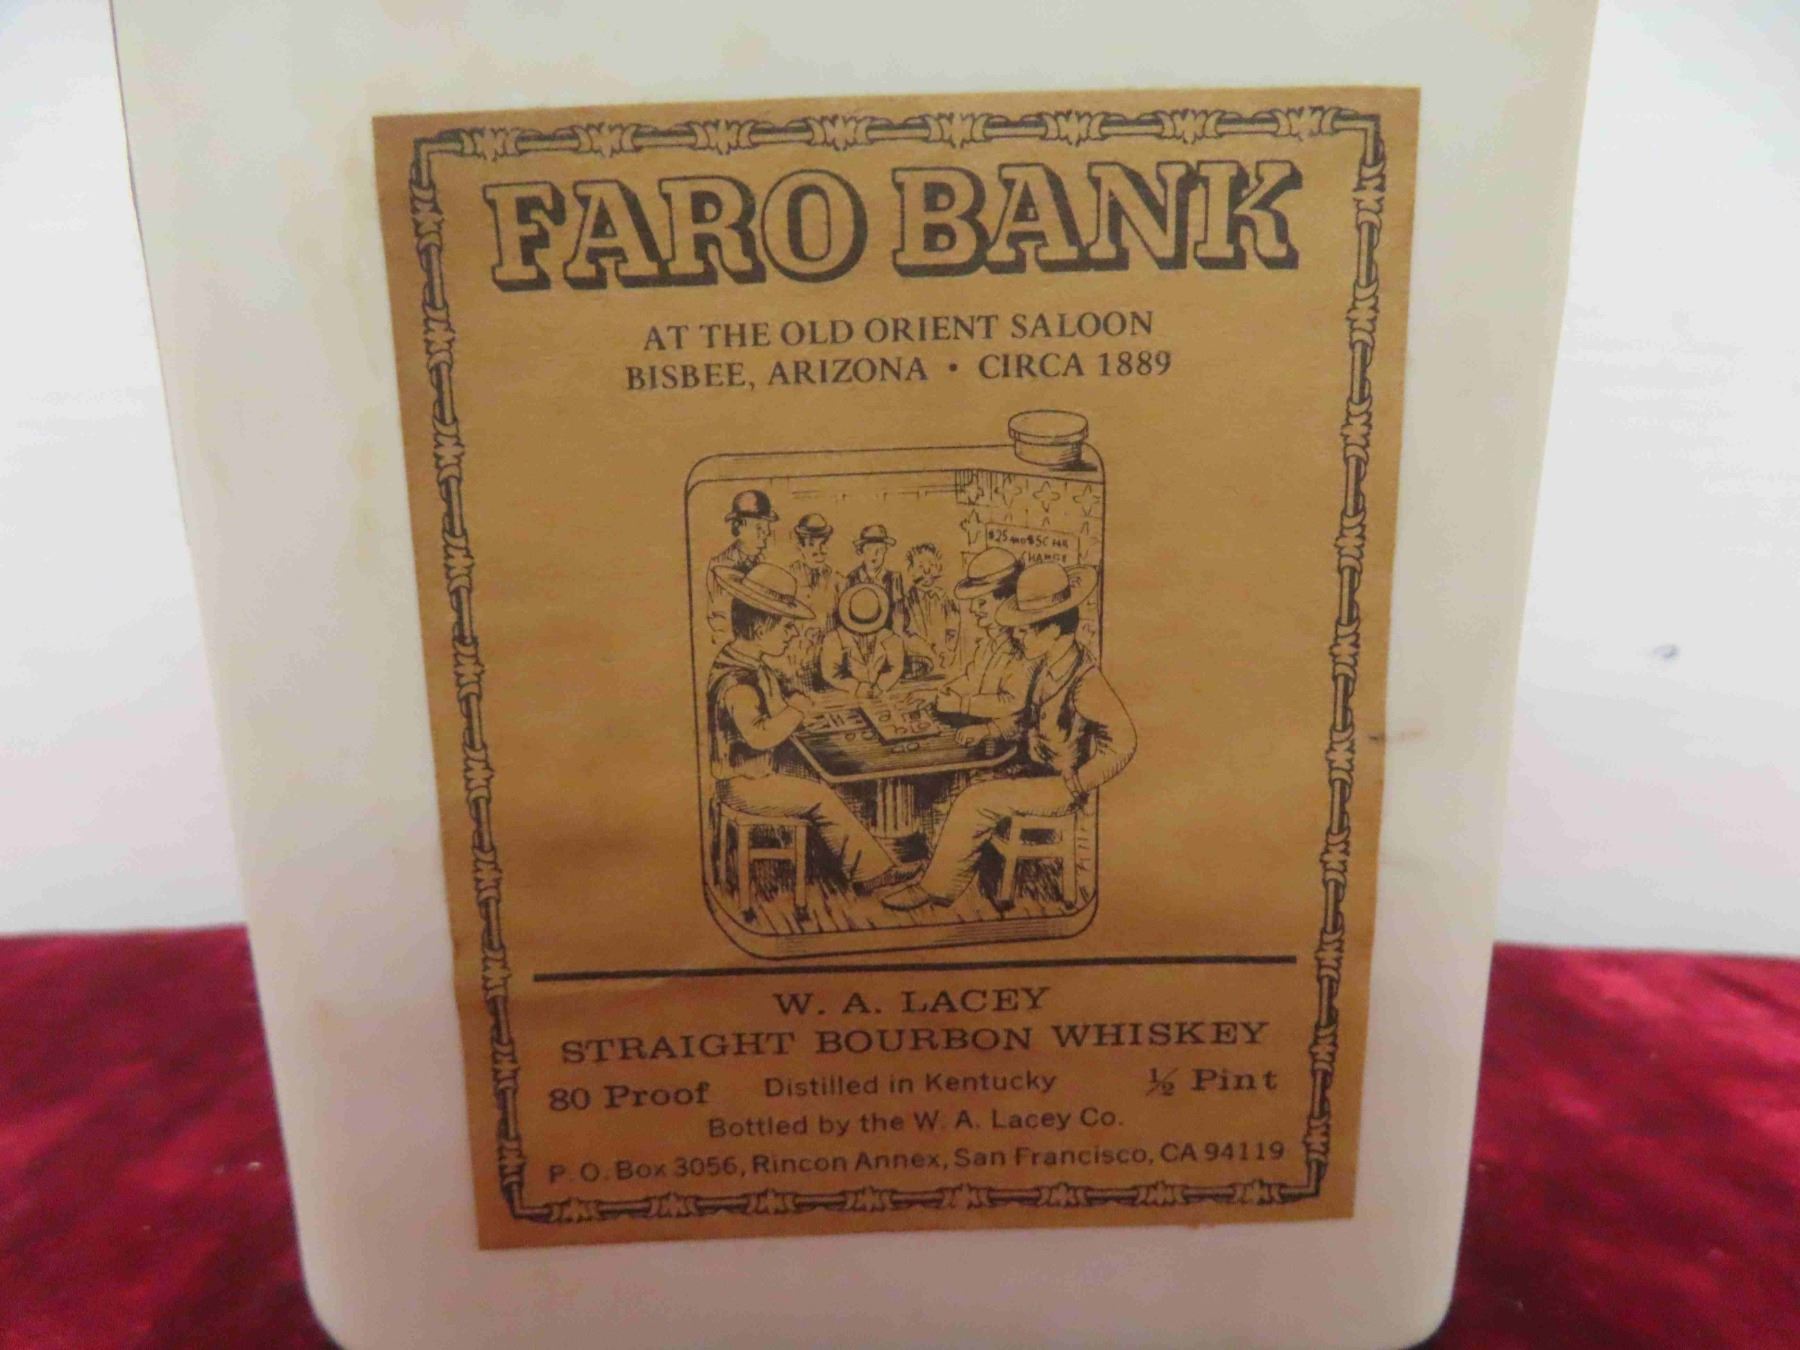 FARO BANK
AT THE OLD ORIENT SALOON
BISBEE, ARIZONA • CIRCA 1889
W. A. LACEY
STRAIGHT BOURBON WHISKEY
80 Proof Distilled in Kentucky ½ Pint
Bottled by the W. A. Lacey Co.
P.O. Box 3056, Rincon Annex, San Francisco, CA 94119